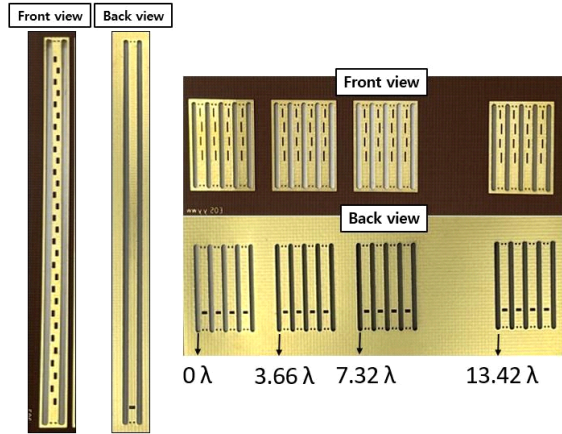 Front view
Back view
Front view
Back view
0 λ
3.66 λ
7.32 λ
13.42 λ